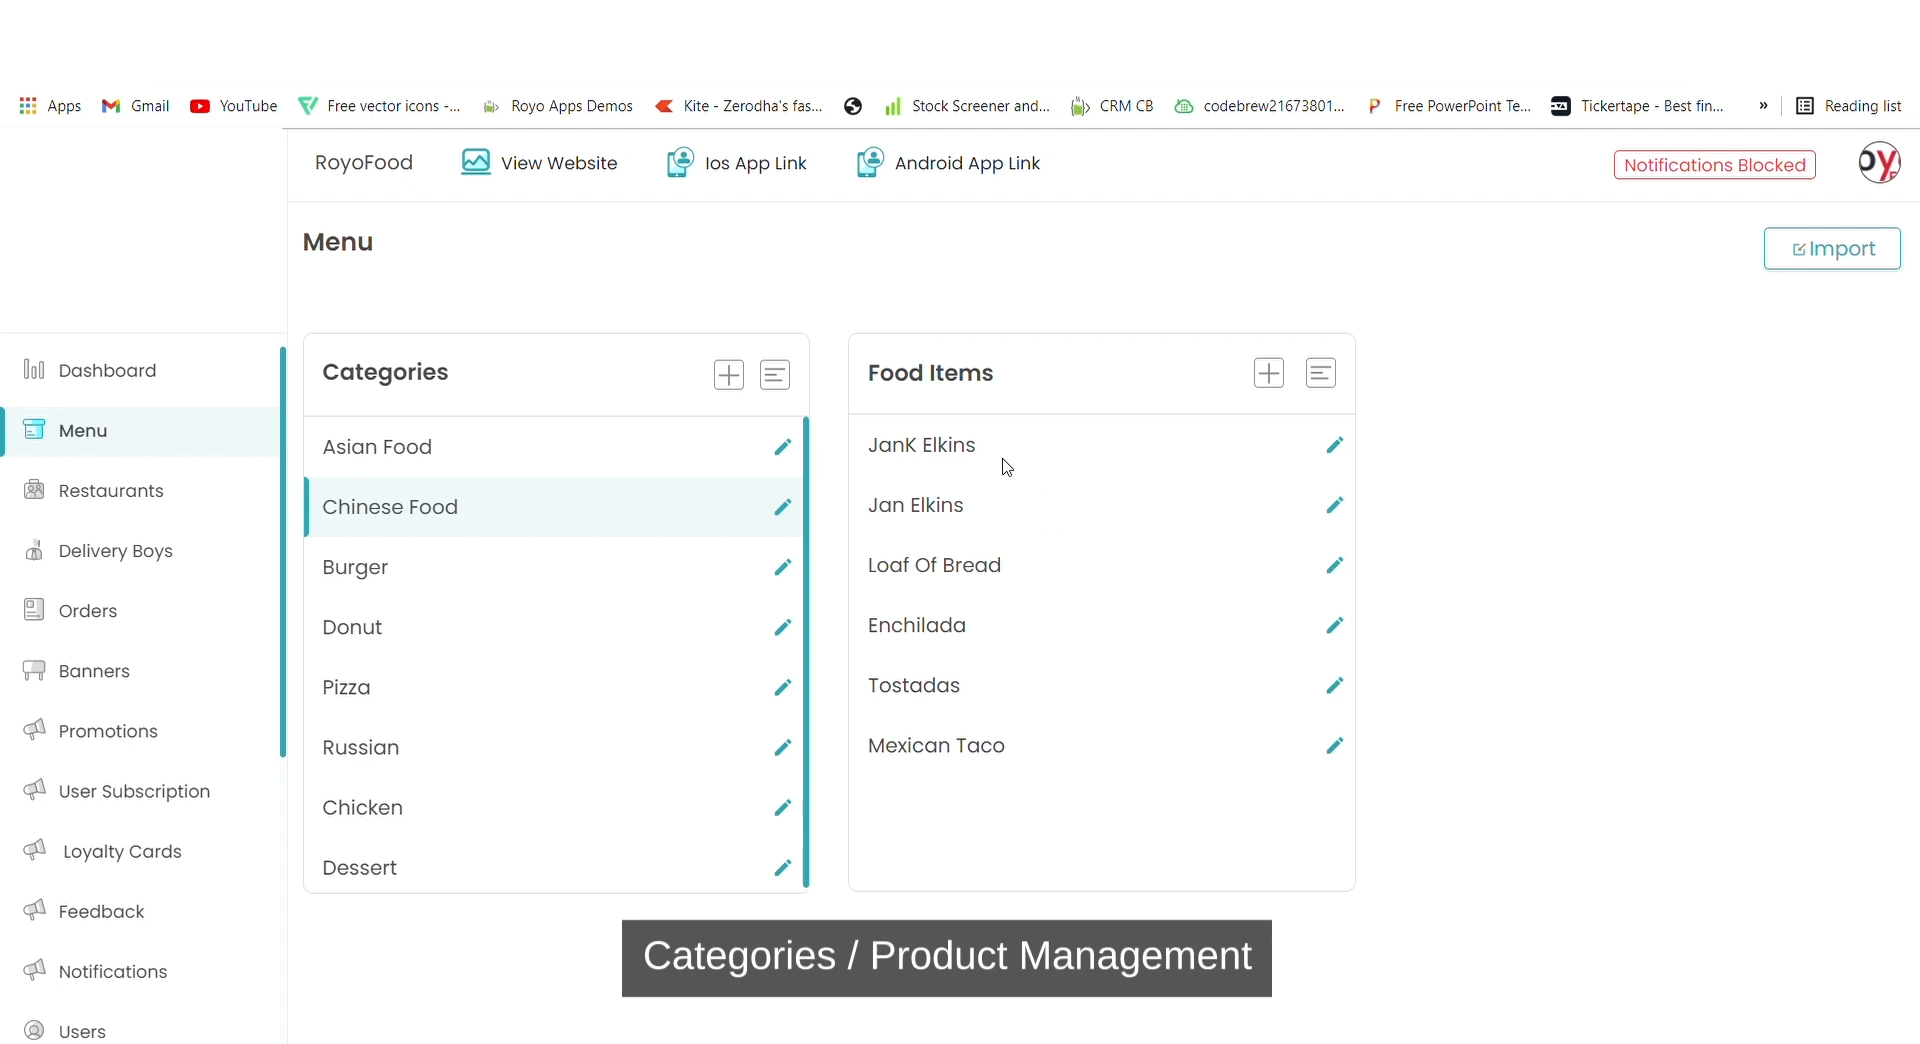 Apps Gmail YouTube Free vector icons -... Royo Apps Demos Kite - Zerodha's fas... Stock Screener and... CRM CB codebrew21673801... Free PowerPoint Te... Tickertape - Best fin... » Reading list
RoyoFood View Website Ios App Link Android App Link Notifications Blocked
Menu
Import
Dashboard
Menu
Restaurants
Delivery Boys
Orders
Banners
Promotions
User Subscription
Loyalty Cards
Feedback
Notifications
Users
Categories
Asian Food
Chinese Food
Burger
Donut
Pizza
Russian
Chicken
Dessert
Food Items
JanK Elkins
Jan Elkins
Loaf Of Bread
Enchilada
Tostadas
Mexican Taco
Categories / Product Management